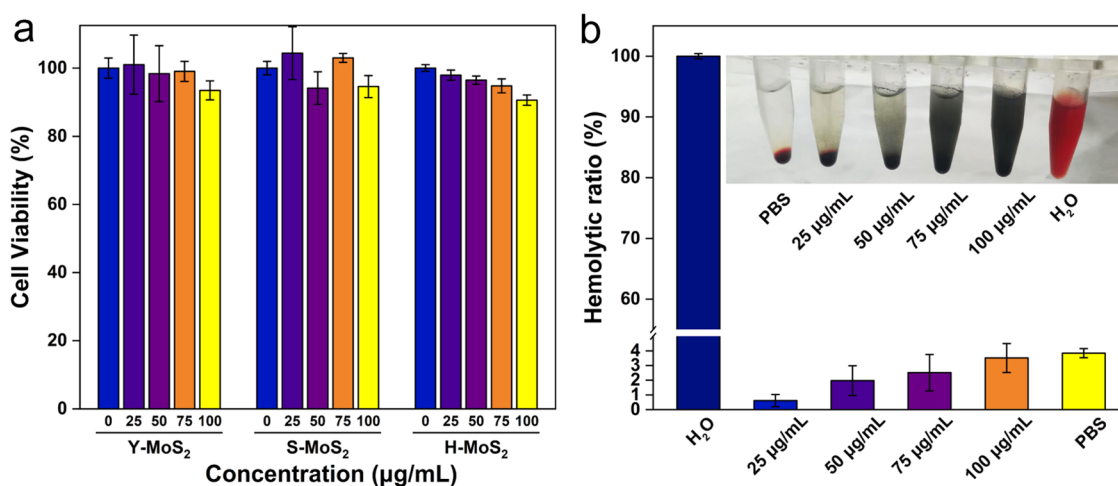 a
Cell Viability (%)
100
80
60
40
20
0
0 25 50 75 100
0 25 50 75 100
0 25 50 75 100
Y-MoS₂
S-MoS₂
H-MoS₂
Concentration (μg/mL)
b
Hemolytic ratio (%)
100
90
80
70
60
4
3
2
1
0
PBS
25 μg/mL
50 μg/mL
75 μg/mL
100 μg/mL
H₂O
H₂O
25 μg/mL
50 μg/mL
75 μg/mL
100 μg/mL
PBS